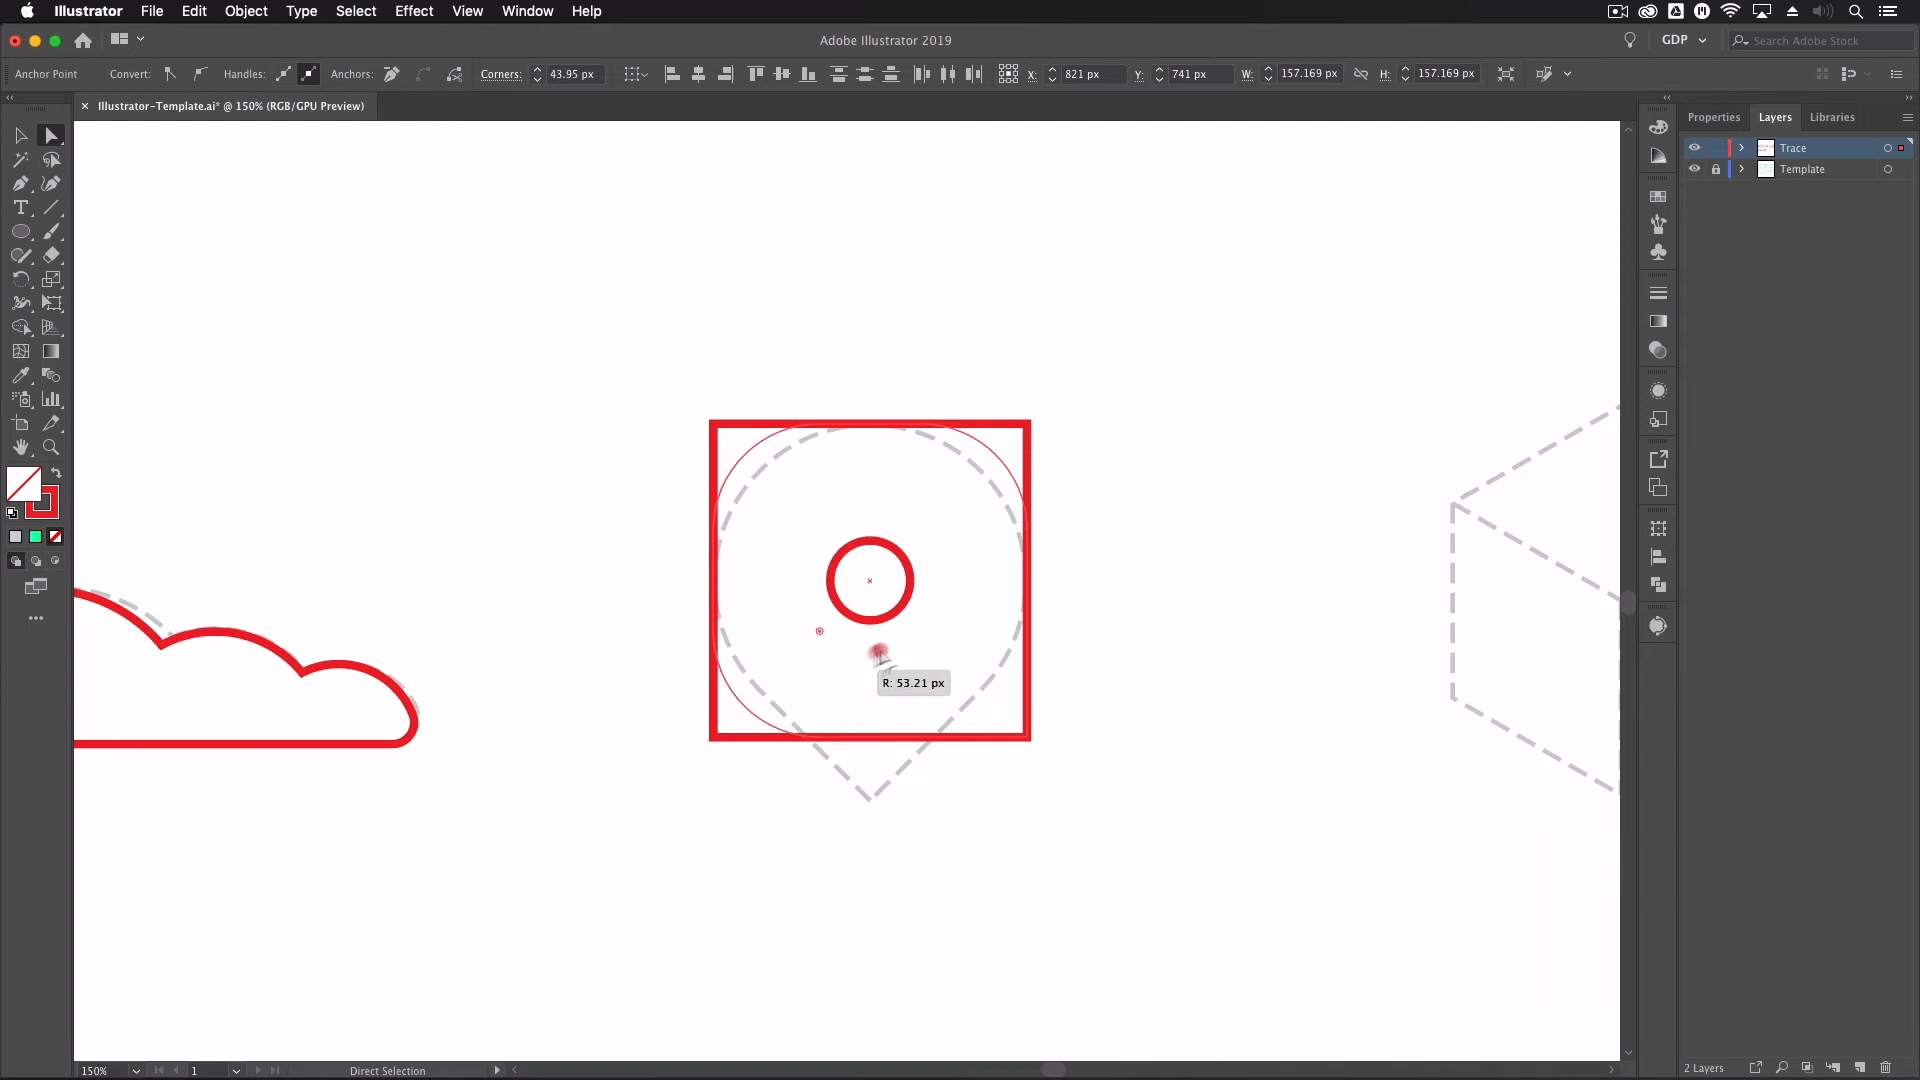 Illustrator File Edit Object Type Select Effect View Window Help
Adobe Illustrator 2019
GDP
Search Adobe Stock
Anchor Point Convert: Handles: Anchors: Corners: 43.95 px X: 821 px Y: 741 px W: 157.169 px H: 157.169 px
× Illustrator-Template.ai* @ 150% (RGB/GPU Preview)
Properties Layers Libraries
Trace
Template
R: 53.21 px
150% 1 Direct Selection
2 Layers